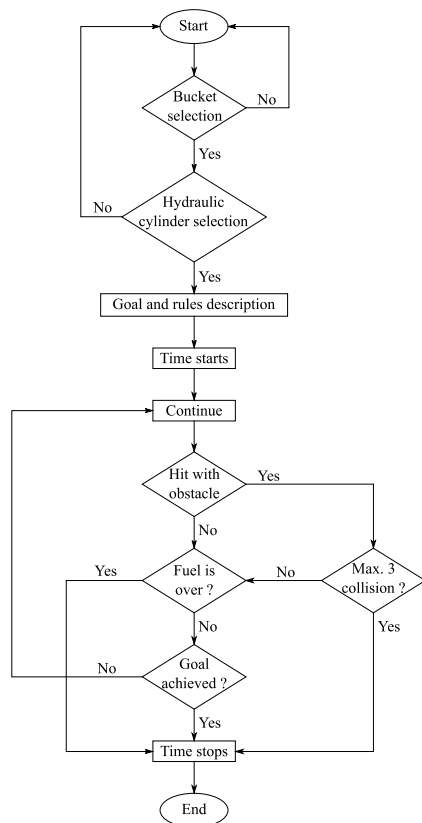 Start
Bucket
selection
No
Yes
Hydraulic
cylinder selection
No
Yes
Goal and rules description
Time starts
Continue
Hit with
obstacle
Yes
No
Fuel is
over ?
Yes
No
Max. 3
collision ?
Yes
No
Goal
achieved ?
No
Yes
Time stops
End